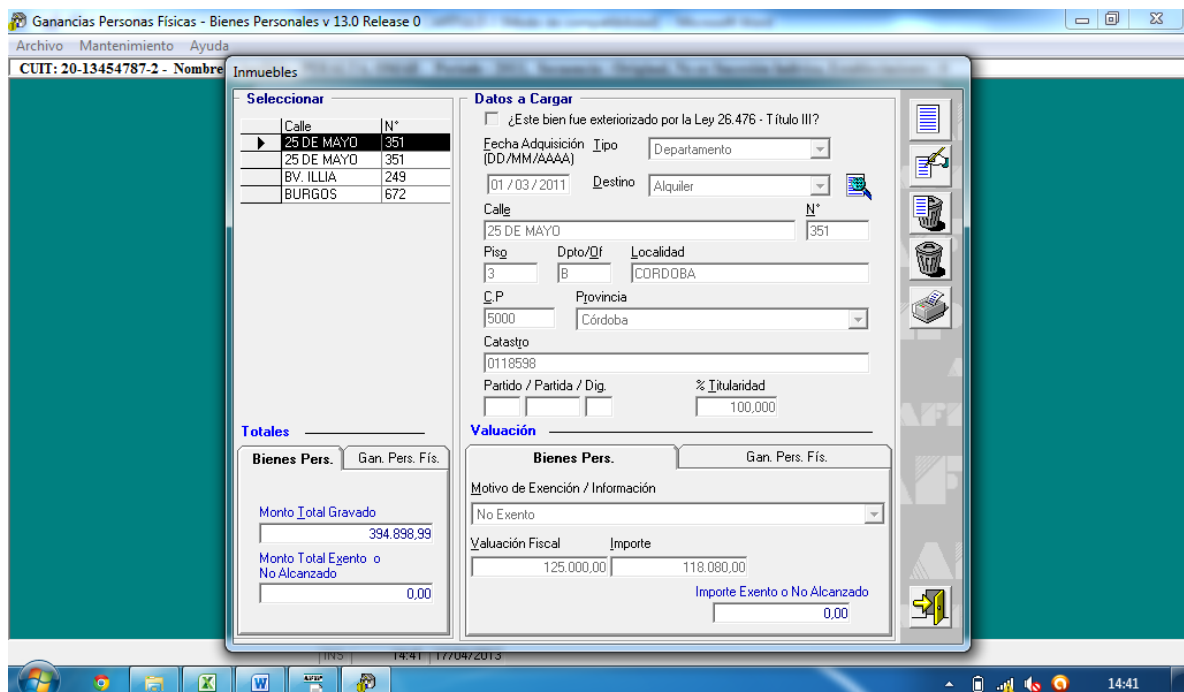 Ganancias Personas Físicas - Bienes Personales v 13.0 Release 0
Archivo Mantenimiento Ayuda
CUIT: 20-13454787-2 - Nombre
Inmuebles
Seleccionar
Calle N°
25 DE MAYO 351
25 DE MAYO 351
BV. ILLIA 249
BURGOS 672
Totales
Bienes Pers. Gan. Pers. Fís.
Monto Total Gravado
394.898,99
Monto Total Exento o
No Alcanzado
0,00
Datos a Cargar
¿Este bien fue exteriorizado por la Ley 26.476 - Título III?
Fecha Adquisición Tipo
(DD/MM/AAAA) Departamento
01 / 03 / 2011 Destino Alquiler
Calle N°
25 DE MAYO 351
Piso Dpto/Of Localidad
3 B CORDOBA
C.P Provincia
5000 Córdoba
Catastro
0118598
Partido / Partida / Dig. % Titularidad
100,000
Valuación
Bienes Pers. Gan. Pers. Fís.
Motivo de Exención / Información
No Exento
Valuación Fiscal Importe
125.000,00 118.080,00
Importe Exento o No Alcanzado
0,00
INS 14:41 17/04/2013
14:41